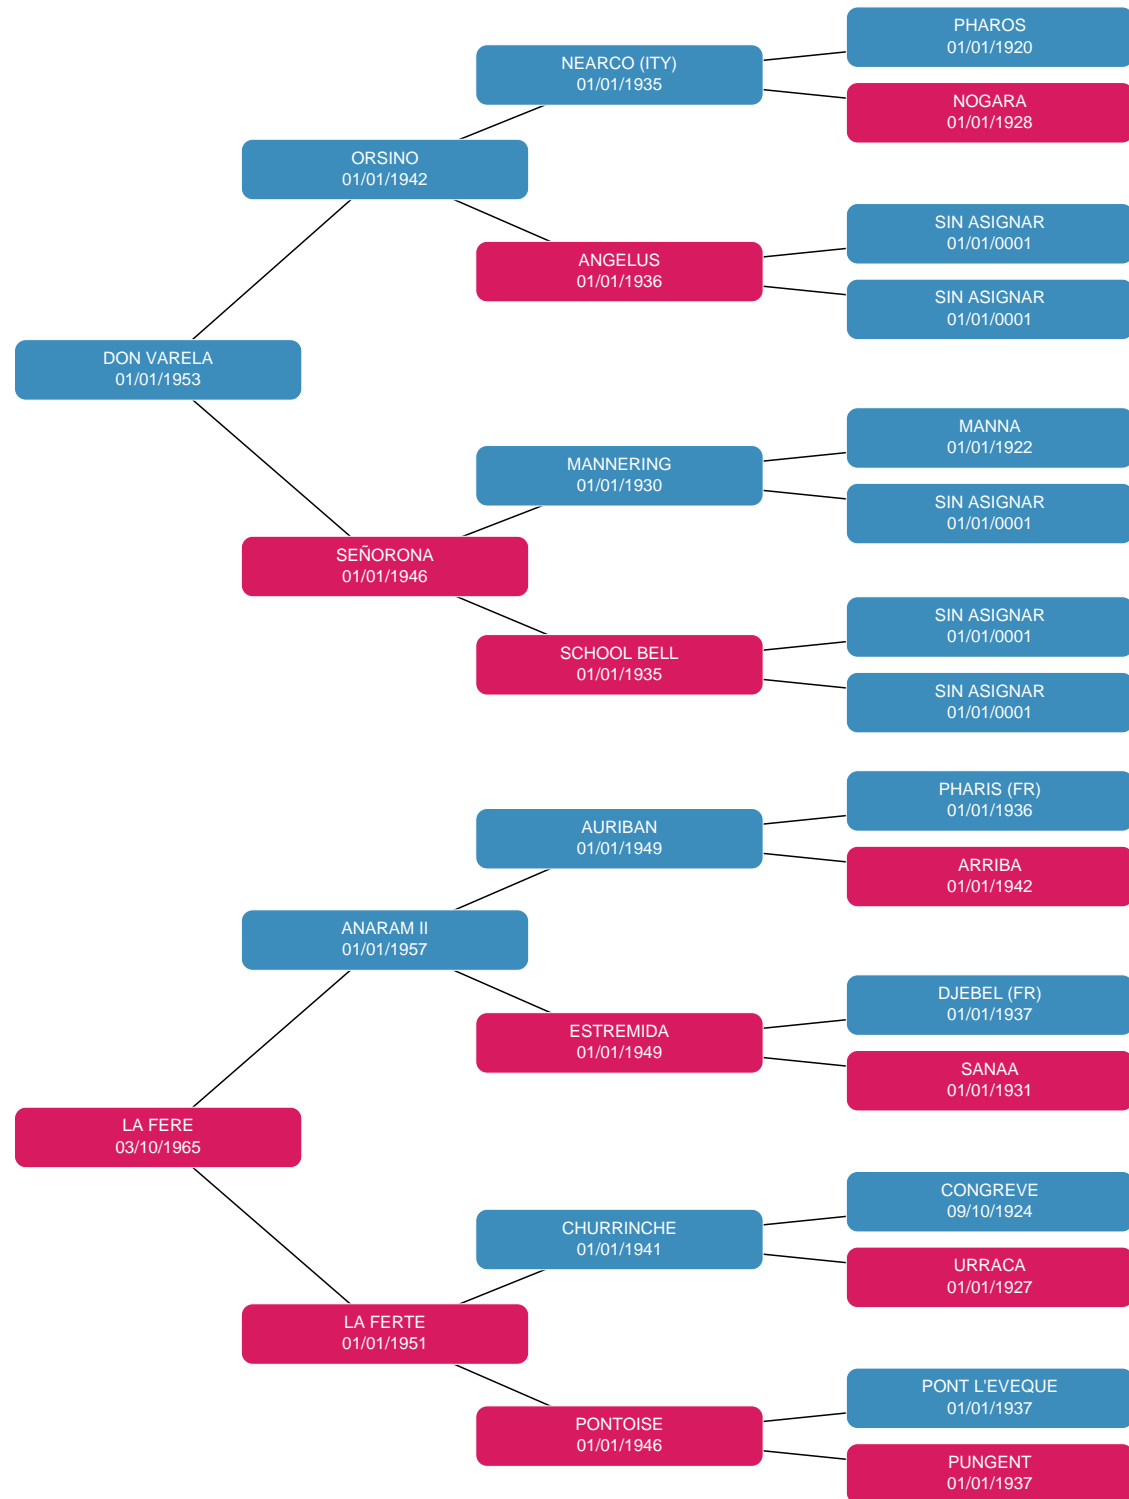 PHAROS
01/01/1920
NEARCO (ITY)
01/01/1935
NOGARA
01/01/1928
ORSINO
01/01/1942
SIN ASIGNAR
01/01/0001
ANGELUS
01/01/1936
SIN ASIGNAR
01/01/0001
DON VARELA
01/01/1953
MANNA
01/01/1922
MANNERING
01/01/1930
SIN ASIGNAR
01/01/0001
SEÑORONA
01/01/1946
SIN ASIGNAR
01/01/0001
SCHOOL BELL
01/01/1935
SIN ASIGNAR
01/01/0001
PHARIS (FR)
01/01/1936
AURIBAN
01/01/1949
ARRIBA
01/01/1942
ANARAM II
01/01/1957
DJEBEL (FR)
01/01/1937
ESTREMIDA
01/01/1949
SANAA
01/01/1931
LA FERE
03/10/1965
CONGREVE
09/10/1924
CHURRINCHE
01/01/1941
URRACA
01/01/1927
LA FERTE
01/01/1951
PONT L'EVEQUE
01/01/1937
PONTOISE
01/01/1946
PUNGENT
01/01/1937